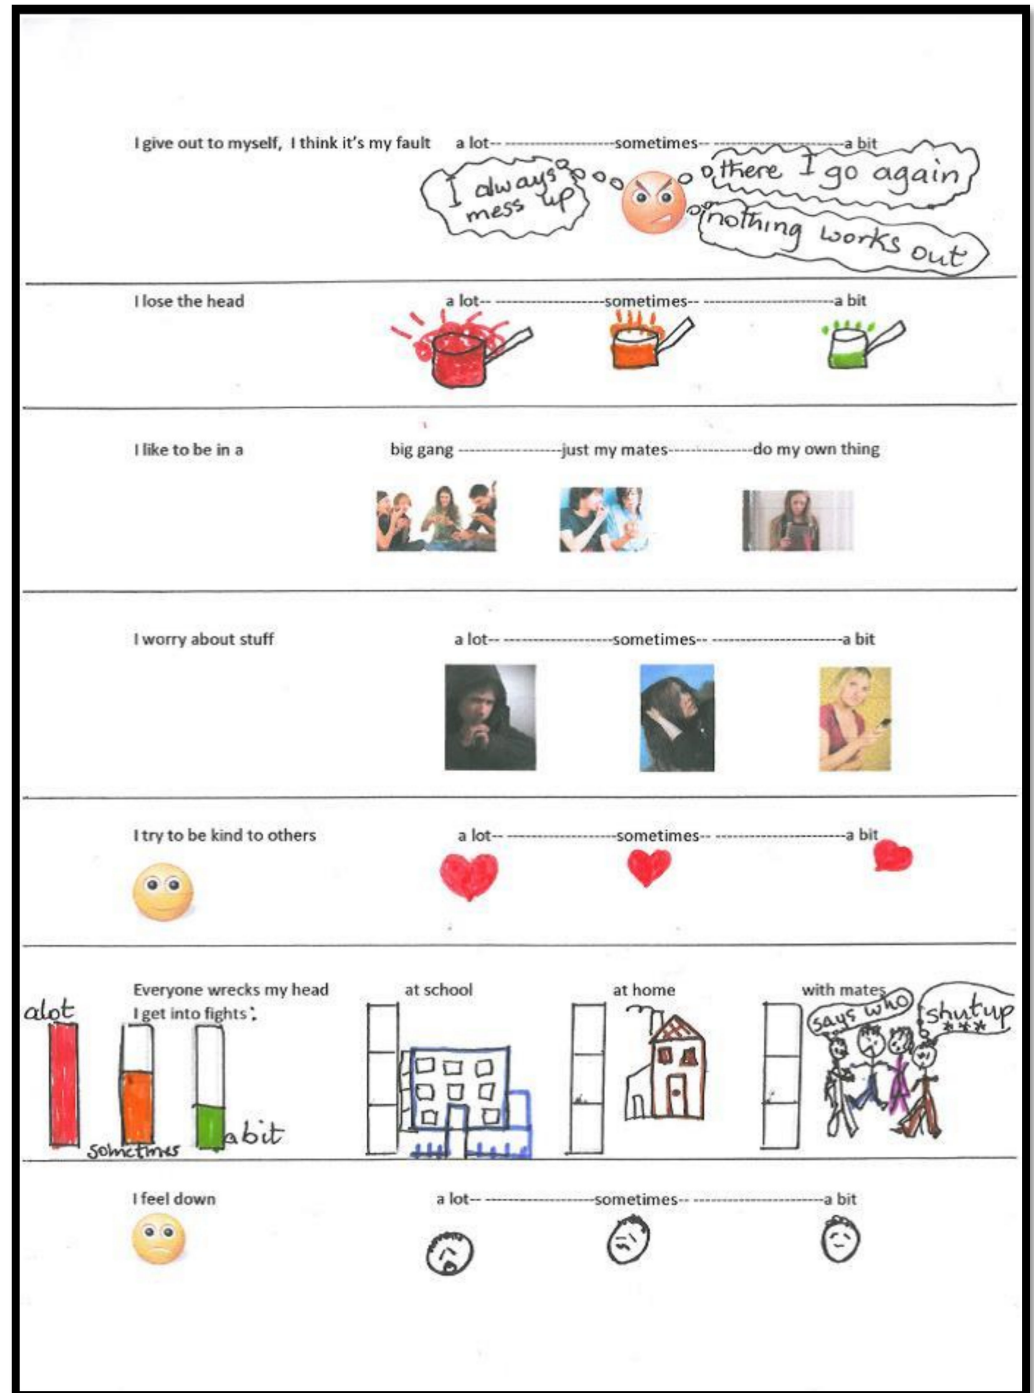 I give out to myself, I think it's my fault a lot-- --------------------sometimes-- --------------------a bit
I always
mess up
there I go again
nothing works out
I lose the head a lot-- --------------------sometimes-- --------------------a bit
I like to be in a big gang -----------------just my mates--------------do my own thing
I worry about stuff a lot-- --------------------sometimes-- --------------------a bit
I try to be kind to others a lot-- --------------------sometimes-- --------------------a bit
Everyone wrecks my head at school at home with mates
I get into fights:
alot
sometimes
a bit
says who
shutup
***
I feel down a lot-- --------------------sometimes-- --------------------a bit